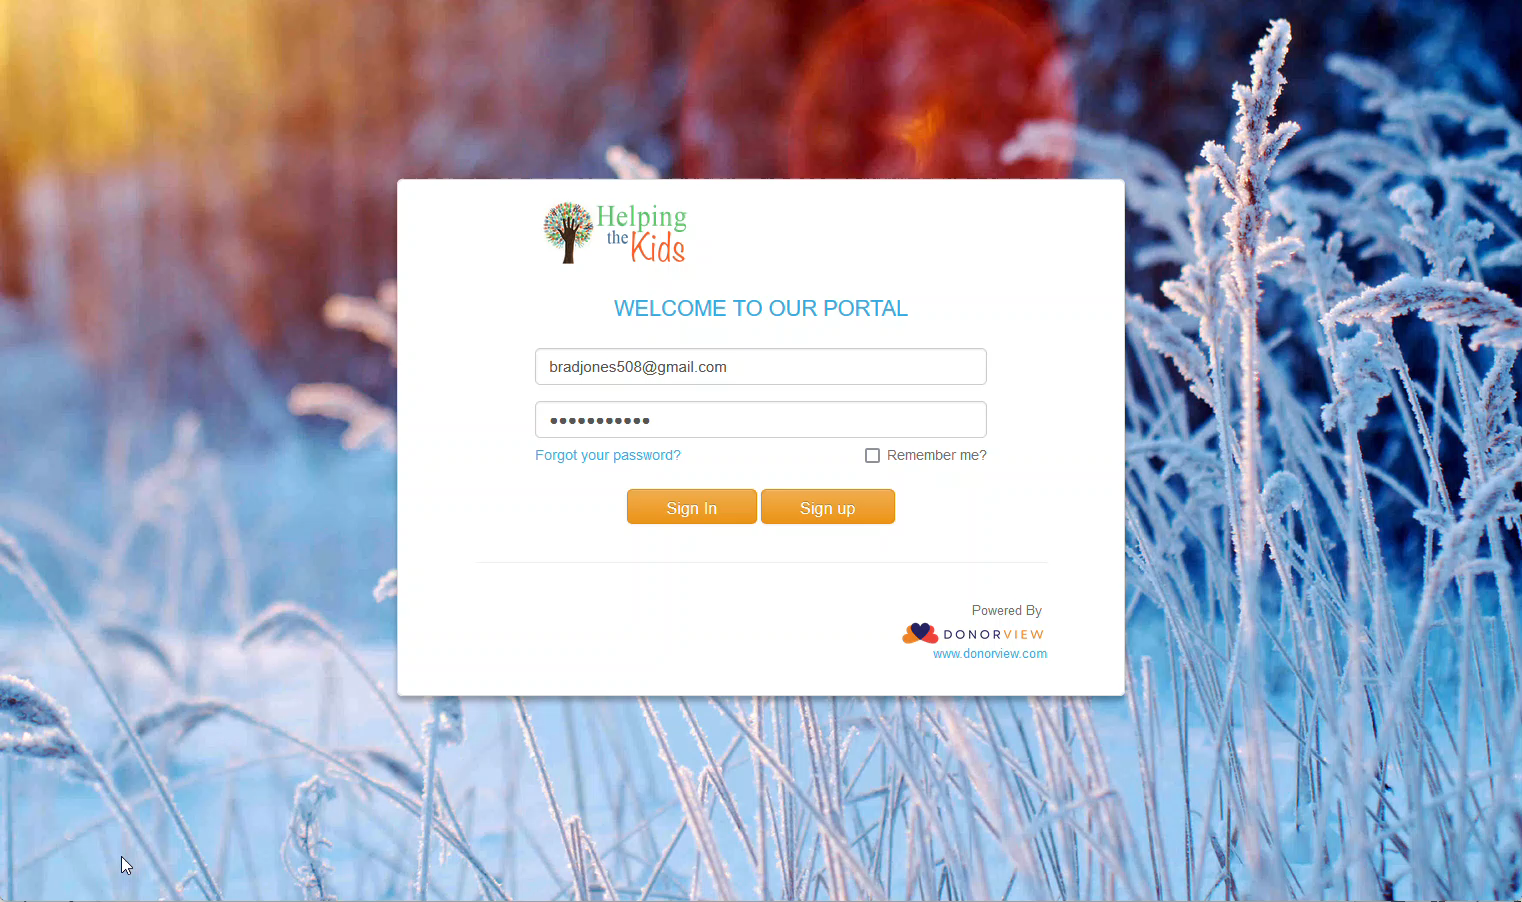 Helping
the Kids
WELCOME TO OUR PORTAL
bradjones508@gmail.com
•••••••••••
Forgot your password? Remember me?
Sign In Sign up
Powered By
DONORVIEW
www.donorview.com